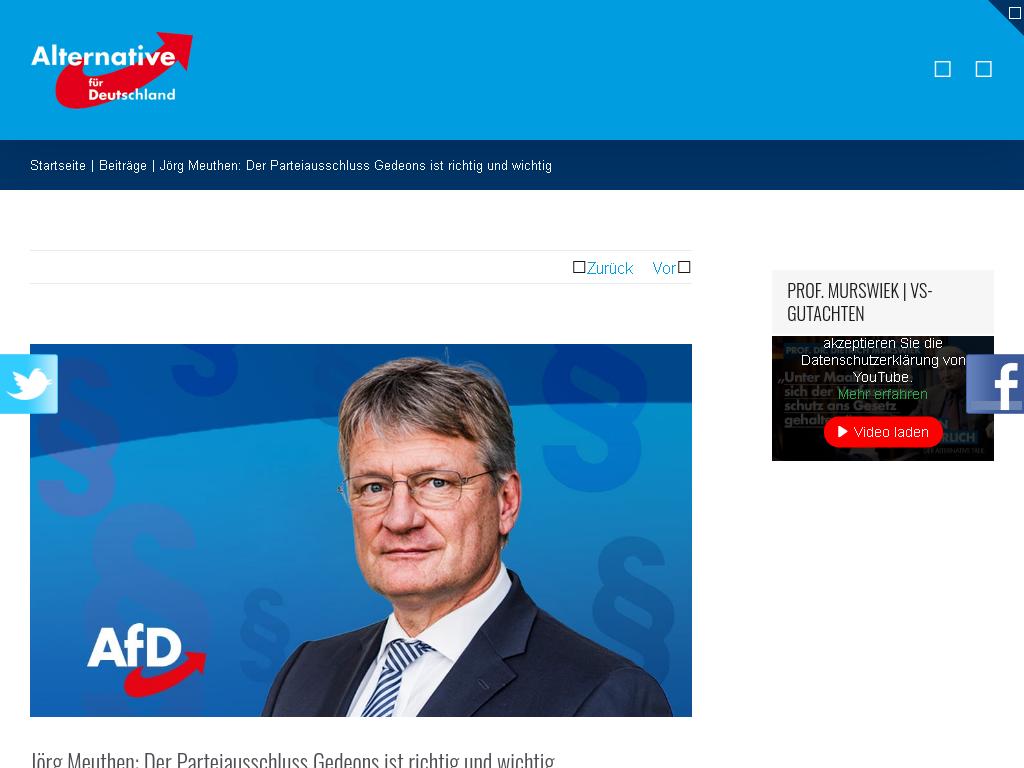 Alternative
für
Deutschland
Startseite | Beiträge | Jörg Meuthen: Der Parteiausschluss Gedeons ist richtig und wichtig
Zurück Vor
PROF. MURSWIEK | VS-
GUTACHTEN
akzeptieren Sie die
Datenschutzerklärung von
YouTube.
Mehr erfahren
Video laden
AfD
Jörg Meuthen: Der Parteiausschluss Gedeons ist richtig und wichtig